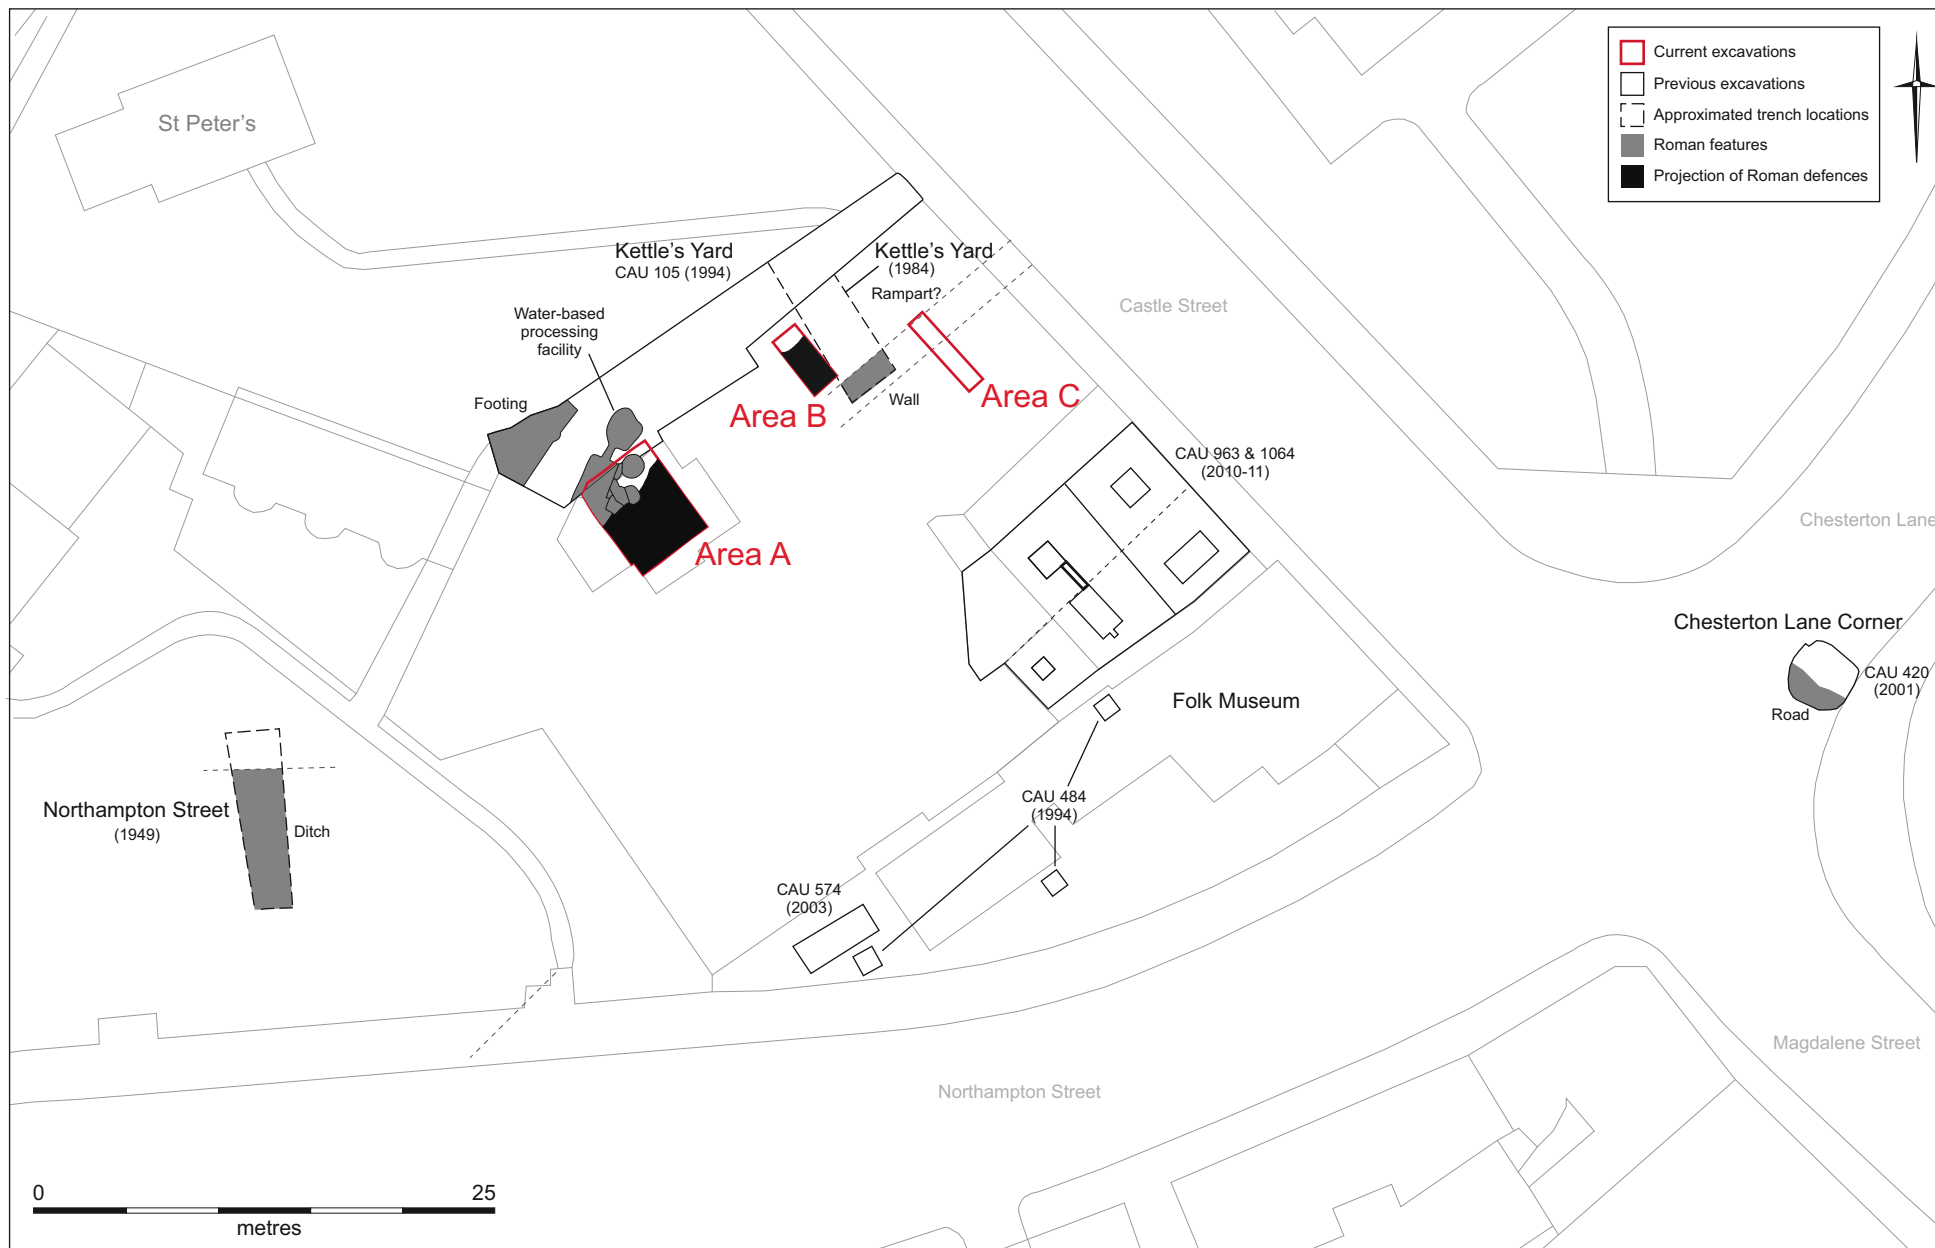 Current excavations
Previous excavations
Approximated trench locations
Roman features
Projection of Roman defences
St Peter's
Kettle's Yard
CAU 105 (1994)
Kettle's Yard
(1984)
Rampart?
Castle Street
Water-based
processing
facility
Footing
Area B
Wall
Area C
CAU 963 & 1064
(2010-11)
Chesterton Lane
Area A
Chesterton Lane Corner
CAU 420
(2001)
Road
Folk Museum
Northampton Street
(1949)
Ditch
CAU 484
(1994)
CAU 574
(2003)
Magdalene Street
Northampton Street
0 25
metres